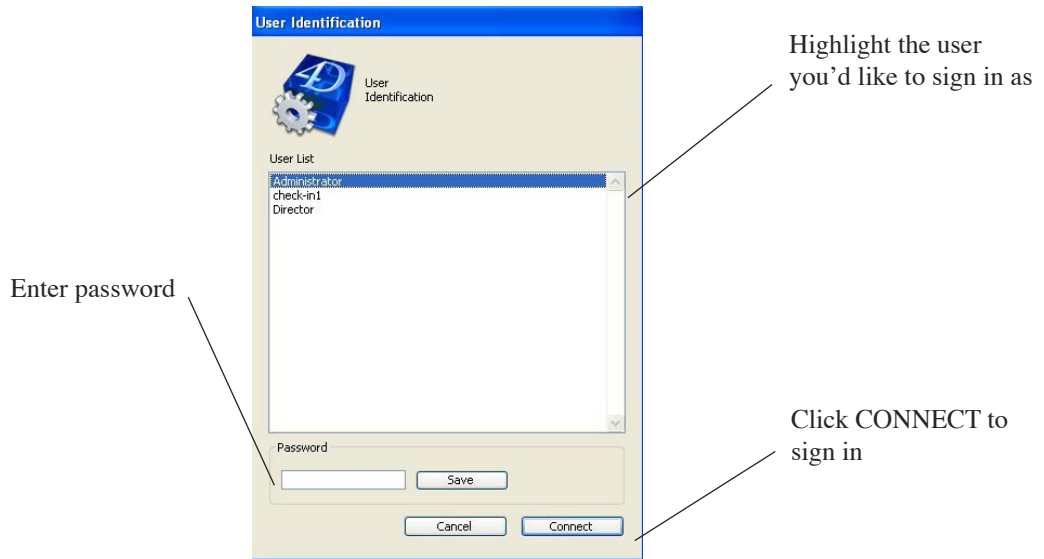 User Identification
Highlight the user
you’d like to sign in as
4D
User
Identification
User List
Administrator
check-in1
Director
Enter password
Click CONNECT to
sign in
Password
Save
Cancel
Connect